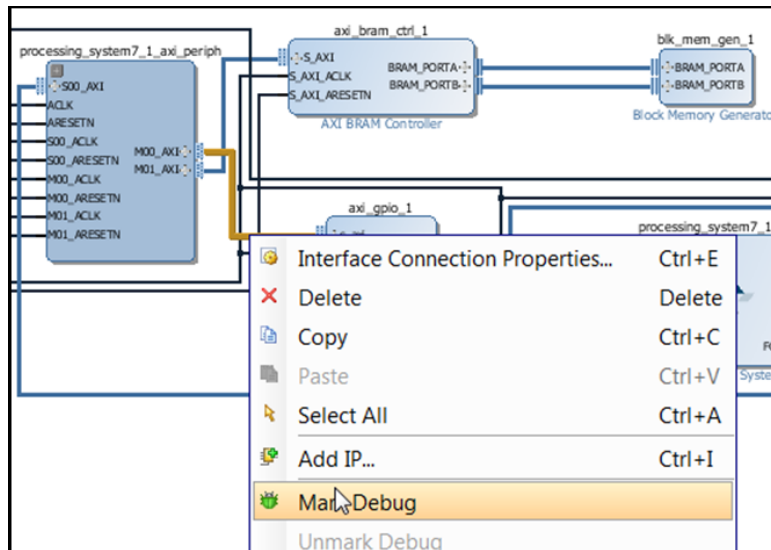 axi_bram_ctrl_1
S_AXI
S_AXI_ACLK
S_AXI_ARESETN
BRAM_PORTA
BRAM_PORTB
AXI BRAM Controller
blk_mem_gen_1
BRAM_PORTA
BRAM_PORTB
Block Memory Generato
processing_system7_1_axi_periph
S00_AXI
ACLK
ARESETN
S00_ACLK
S00_ARESETN
M00_ACLK
M00_ARESETN
M01_ACLK
M01_ARESETN
M00_AXI
M01_AXI
axi_gpio_1
processing_system7_1
Syste
Interface Connection Properties... Ctrl+E
Delete Delete
Copy Ctrl+C
Paste Ctrl+V
Select All Ctrl+A
Add IP... Ctrl+I
Mark Debug
Unmark Debug